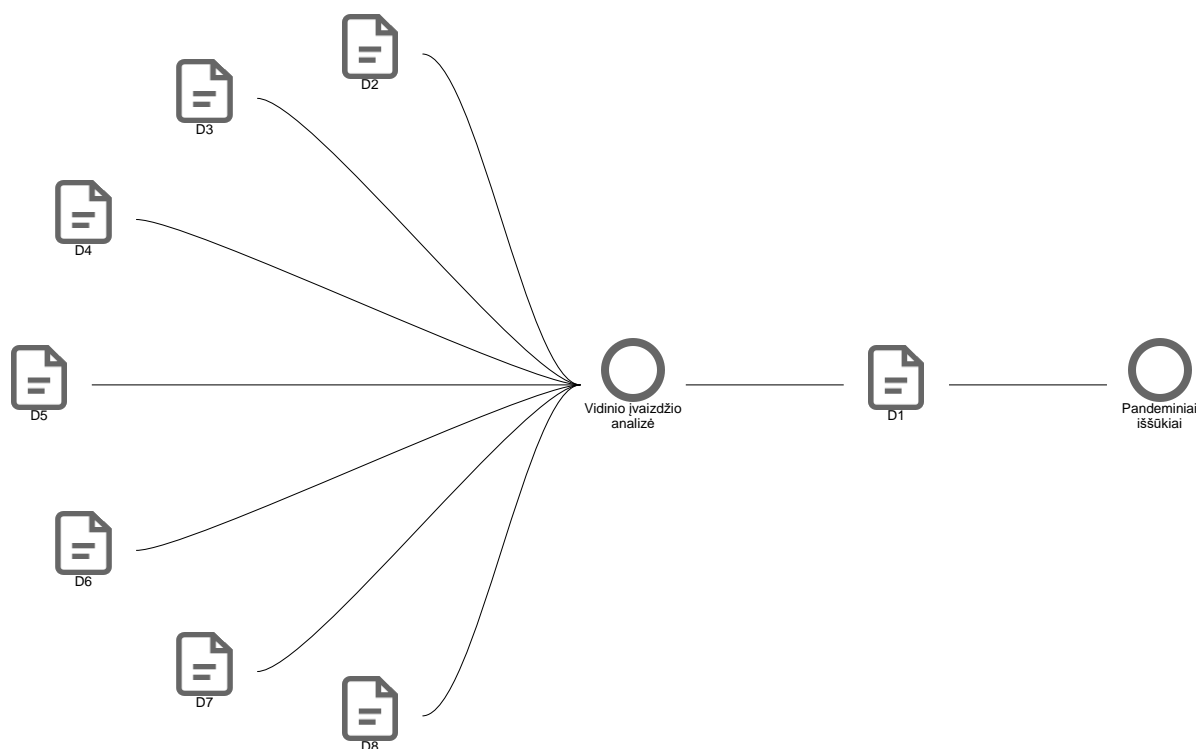 D2
D3
D4
D5
Vidinio įvaizdžio
analizė
D1
Pandeminiai
iššūkiai
D6
D7
D8